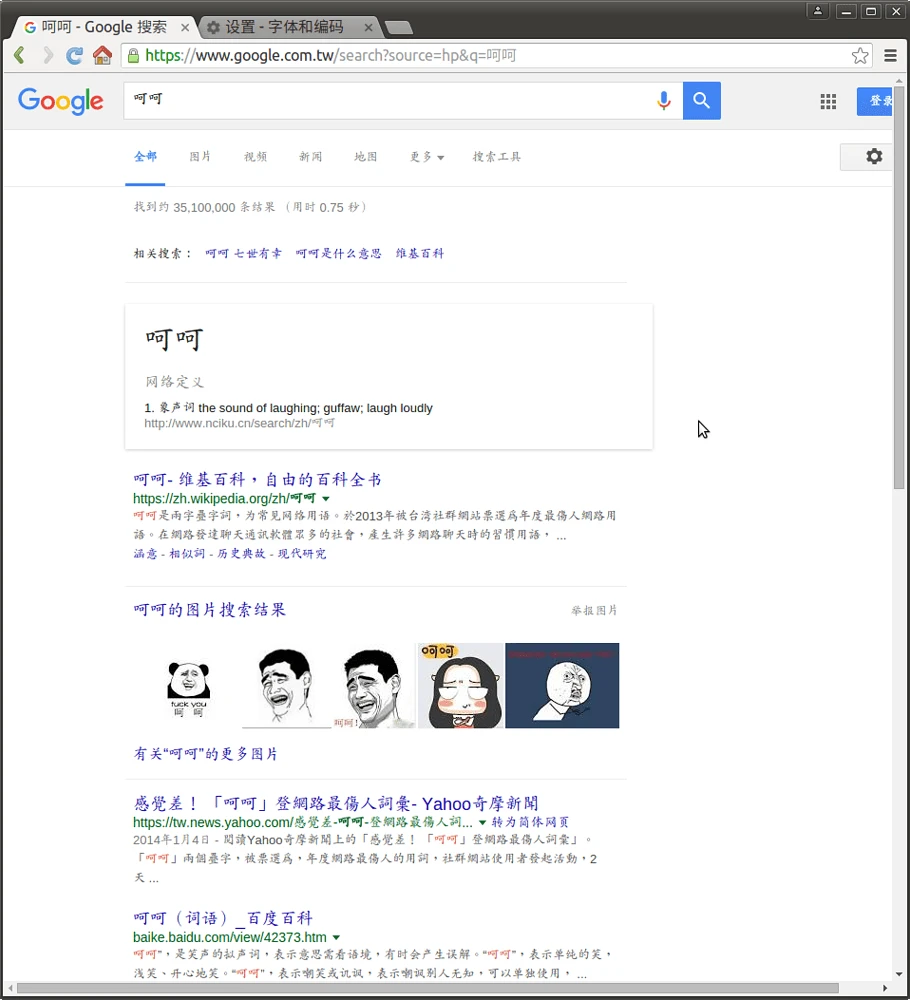 呵呵 - Google 搜索
设置 - 字体和编码
https://www.google.com.tw/search?source=hp&q=呵呵
Google
呵呵
登录
全部 图片 视频 新闻 地图 更多 搜索工具
找到约 35,100,000 条结果 （用时 0.75 秒）
相关搜索： 呵呵 七世有幸 呵呵是什么意思 维基百科
呵呵
网络定义
1. 象声词 the sound of laughing; guffaw; laugh loudly
http://www.nciku.cn/search/zh/呵呵
呵呵- 维基百科，自由的百科全书
https://zh.wikipedia.org/zh/呵呵
呵呵是兩字疊字詞，为常见网络用语。於2013年被台湾社群網站票選爲年度最傷人網路用
語。在網路發達聊天通訊軟體眾多的社會，產生許多網路聊天時的習慣用語， ...
涵意 - 相似詞 - 历史典故 - 现代研究
呵呵的图片搜索结果
举报图片
fuck you
呵 呵
呵呵!
呵呵
有关“呵呵”的更多图片
感覺差！「呵呵」登網路最傷人詞彙- Yahoo奇摩新聞
https://tw.news.yahoo.com/感覺差-呵呵-登網路最傷人詞... 转为简体网页
2014年1月4日 - 閱讀Yahoo奇摩新聞上的「感覺差！「呵呵」登網路最傷人詞彙」。
「呵呵」兩個疊字，被票選爲，年度網路最傷人的用詞，社群網站使用者發起活動，2
天 ...
呵呵（词语）_百度百科
baike.baidu.com/view/42373.htm
呵呵”，是笑声的拟声词，表示意思需看语境，有时会产生误解。“呵呵”，表示单纯的笑，
浅笑、开心地笑。“呵呵”，表示嘲笑或讥讽，表示嘲讽别人无知，可以单独使用， ...